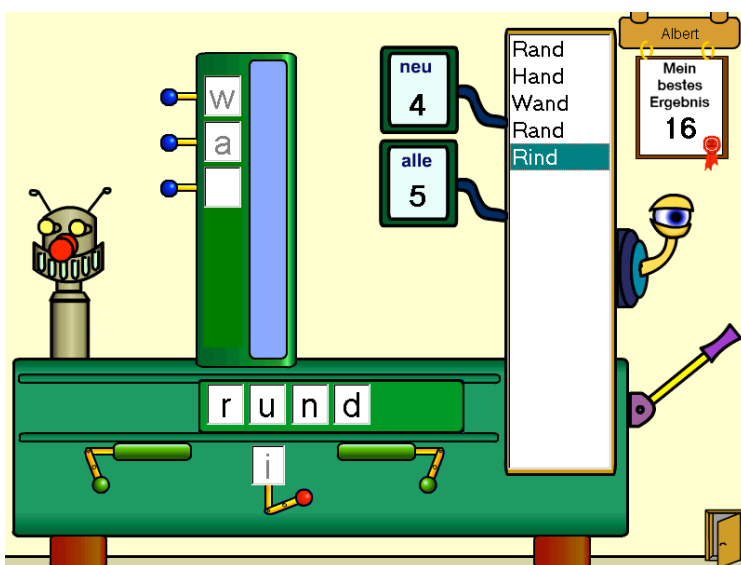 w
a
neu
4
alle
5
Rand
Hand
Wand
Rand
Rind
Albert
Mein
bestes
Ergebnis
16
r u n d
i